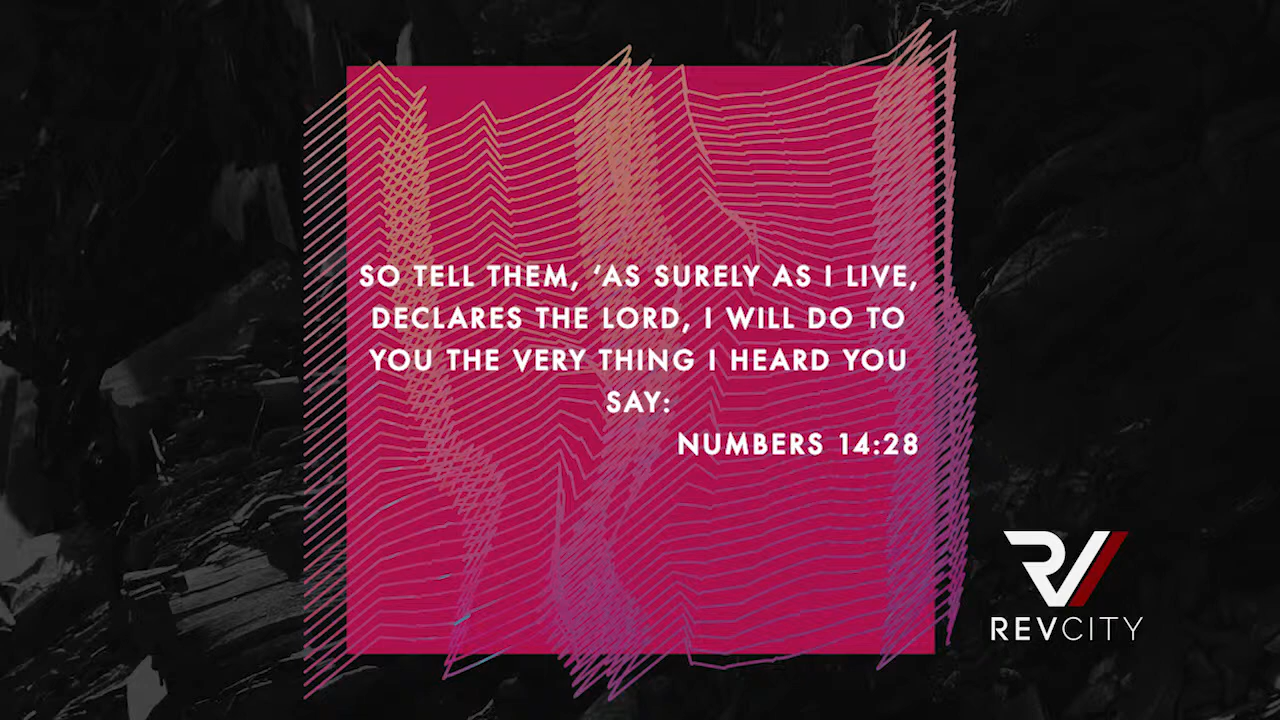 SO TELL THEM, ‘AS SURELY AS I LIVE,
DECLARES THE LORD, I WILL DO TO
YOU THE VERY THING I HEARD YOU
SAY:
NUMBERS 14:28
RV
REVCITY